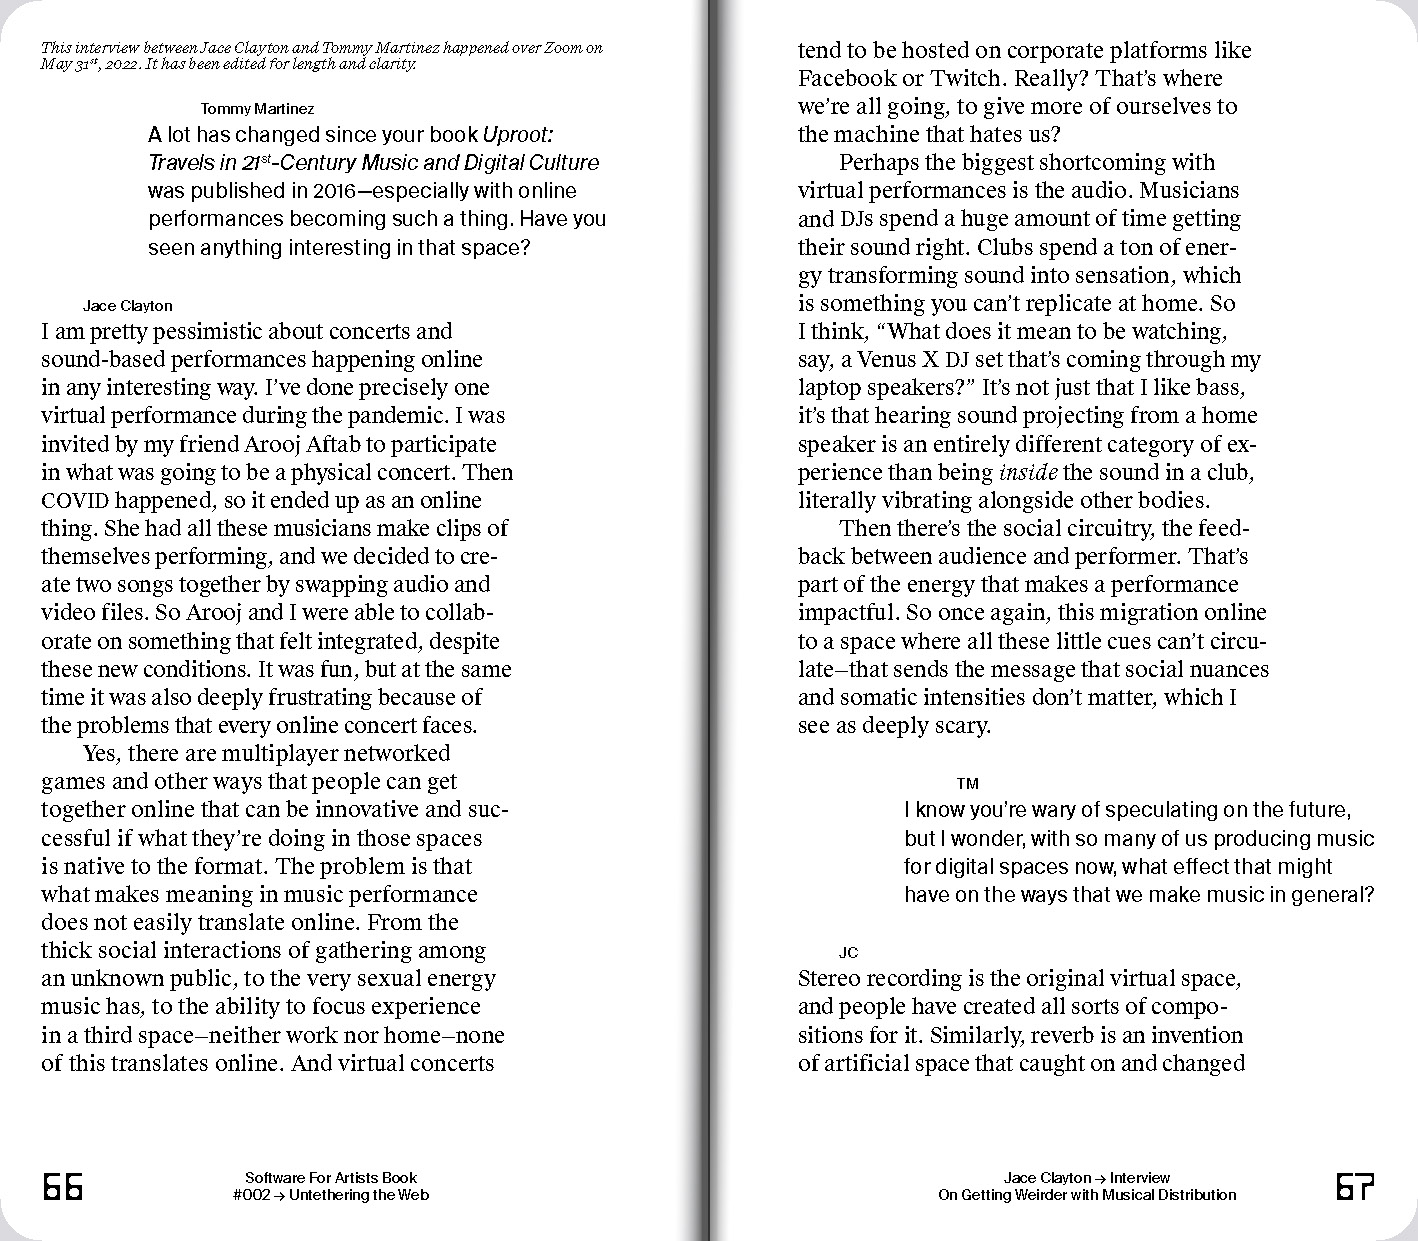 This interview between Jace Clayton and Tommy Martinez happened over Zoom on
May 31st, 2022. It has been edited for length and clarity.
Tommy Martinez
A lot has changed since your book Uproot:
Travels in 21st-Century Music and Digital Culture
was published in 2016—especially with online
performances becoming such a thing. Have you
seen anything interesting in that space?
Jace Clayton
I am pretty pessimistic about concerts and
sound-based performances happening online
in any interesting way. I’ve done precisely one
virtual performance during the pandemic. I was
invited by my friend Arooj Aftab to participate
in what was going to be a physical concert. Then
COVID happened, so it ended up as an online
thing. She had all these musicians make clips of
themselves performing, and we decided to cre-
ate two songs together by swapping audio and
video files. So Arooj and I were able to collab-
orate on something that felt integrated, despite
these new conditions. It was fun, but at the same
time it was also deeply frustrating because of
the problems that every online concert faces.
Yes, there are multiplayer networked
games and other ways that people can get
together online that can be innovative and suc-
cessful if what they’re doing in those spaces
is native to the format. The problem is that
what makes meaning in music performance
does not easily translate online. From the
thick social interactions of gathering among
an unknown public, to the very sexual energy
music has, to the ability to focus experience
in a third space—neither work nor home—none
of this translates online. And virtual concerts
66
Software For Artists Book
#002 → Untethering the Web
tend to be hosted on corporate platforms like
Facebook or Twitch. Really? That’s where
we’re all going, to give more of ourselves to
the machine that hates us?
Perhaps the biggest shortcoming with
virtual performances is the audio. Musicians
and DJs spend a huge amount of time getting
their sound right. Clubs spend a ton of ener-
gy transforming sound into sensation, which
is something you can’t replicate at home. So
I think, “What does it mean to be watching,
say, a Venus X DJ set that’s coming through my
laptop speakers?” It’s not just that I like bass,
it’s that hearing sound projecting from a home
speaker is an entirely different category of ex-
perience than being inside the sound in a club,
literally vibrating alongside other bodies.
Then there’s the social circuitry, the feed-
back between audience and performer. That’s
part of the energy that makes a performance
impactful. So once again, this migration online
to a space where all these little cues can’t circu-
late—that sends the message that social nuances
and somatic intensities don’t matter, which I
see as deeply scary.
TM
I know you’re wary of speculating on the future,
but I wonder, with so many of us producing music
for digital spaces now, what effect that might
have on the ways that we make music in general?
JC
Stereo recording is the original virtual space,
and people have created all sorts of compo-
sitions for it. Similarly, reverb is an invention
of artificial space that caught on and changed
Jace Clayton → Interview
On Getting Weirder with Musical Distribution
67